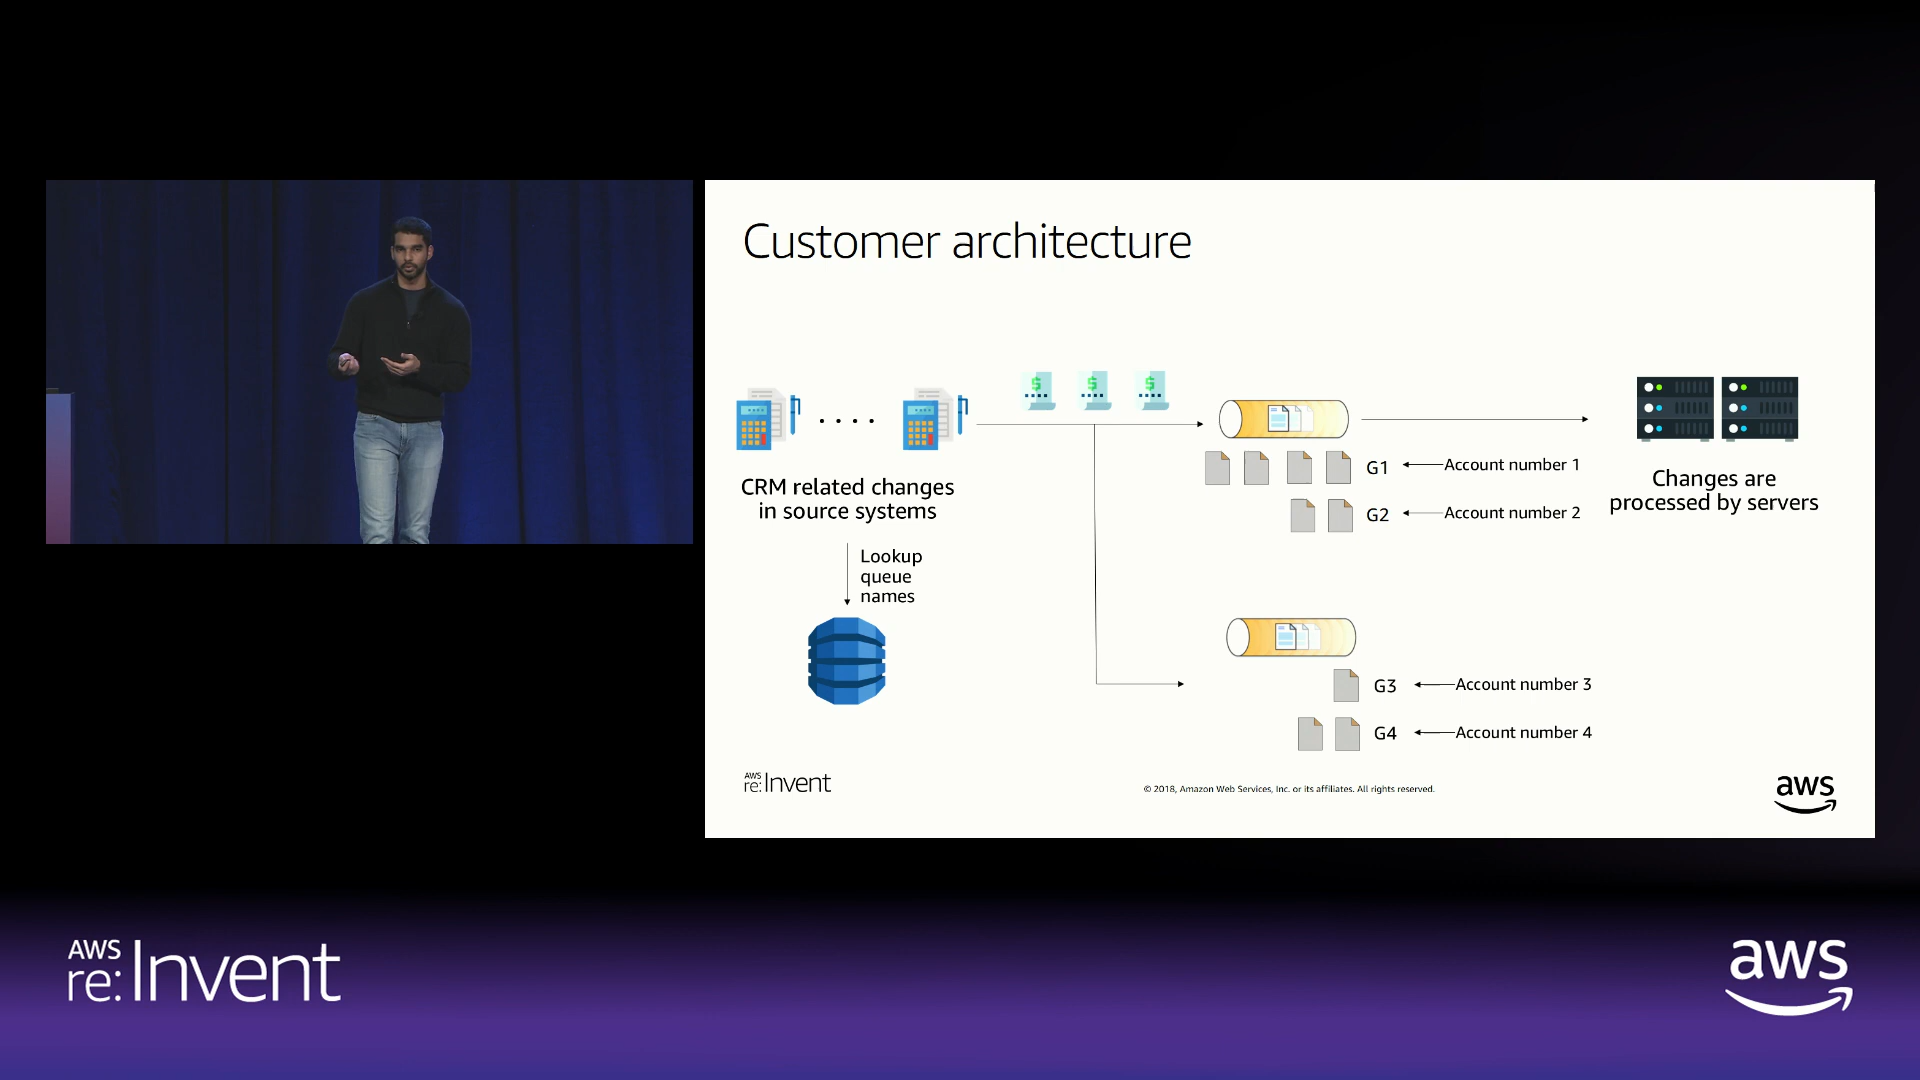 Customer architecture
CRM related changes
in source systems
Lookup
queue
names
G1
Account number 1
G2
Account number 2
Changes are
processed by servers
G3
Account number 3
G4
Account number 4
AWS
re:Invent
© 2018, Amazon Web Services, Inc. or its affiliates. All rights reserved.
aws
AWS
re:Invent
aws